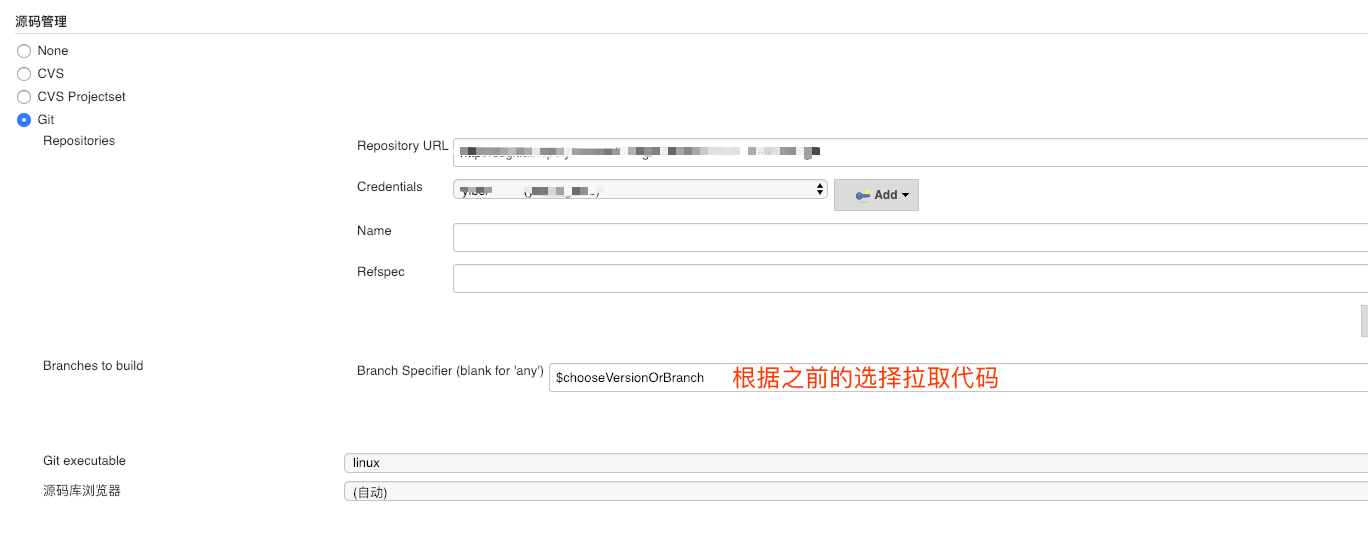 源码管理
None
CVS
CVS Projectset
Git
Repositories
Repository URL
Credentials
Add
Name
Refspec
Branches to build
Branch Specifier (blank for 'any')
$chooseVersionOrBranch
根据之前的选择拉取代码
Git executable
linux
源码库浏览器
(自动)